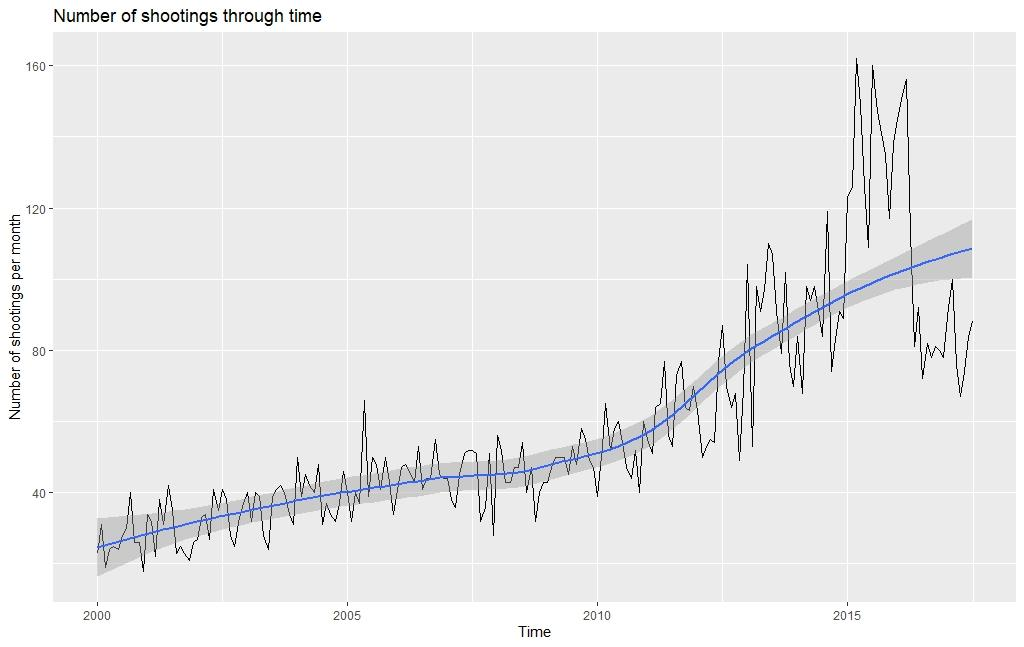 Number of shootings through time
160
120
80
40
Number of shootings per month
2000 2005 2010 2015
Time